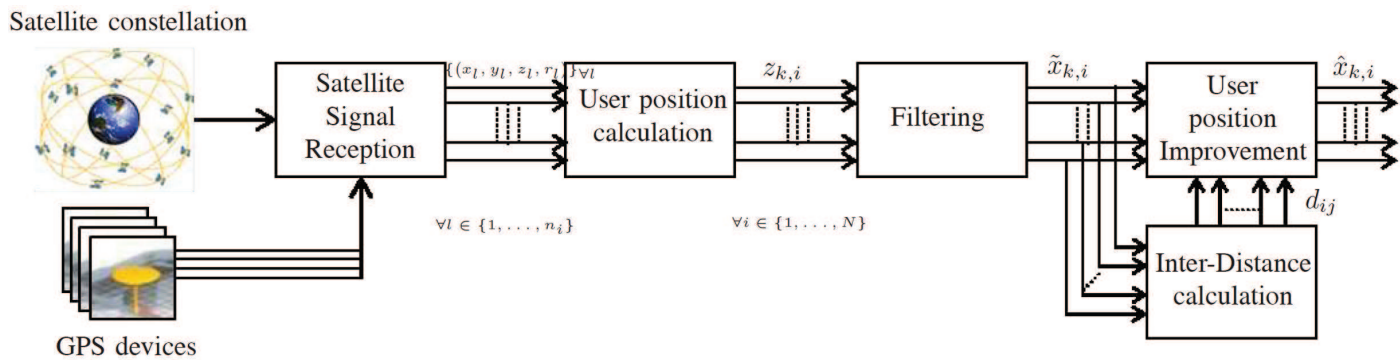 Satellite constellation
Satellite
Signal
Reception
{(x_l, y_l, z_l, r_l)}∀l
User position
calculation
z_{k,i}
Filtering
x̃_{k,i}
User
position
Improvement
x̂_{k,i}
∀l ∈ {1, . . . , n_i}
∀i ∈ {1, . . . , N}
d_{ij}
Inter-Distance
calculation
GPS devices